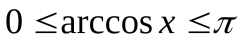 0 ≤arccos x ≤π